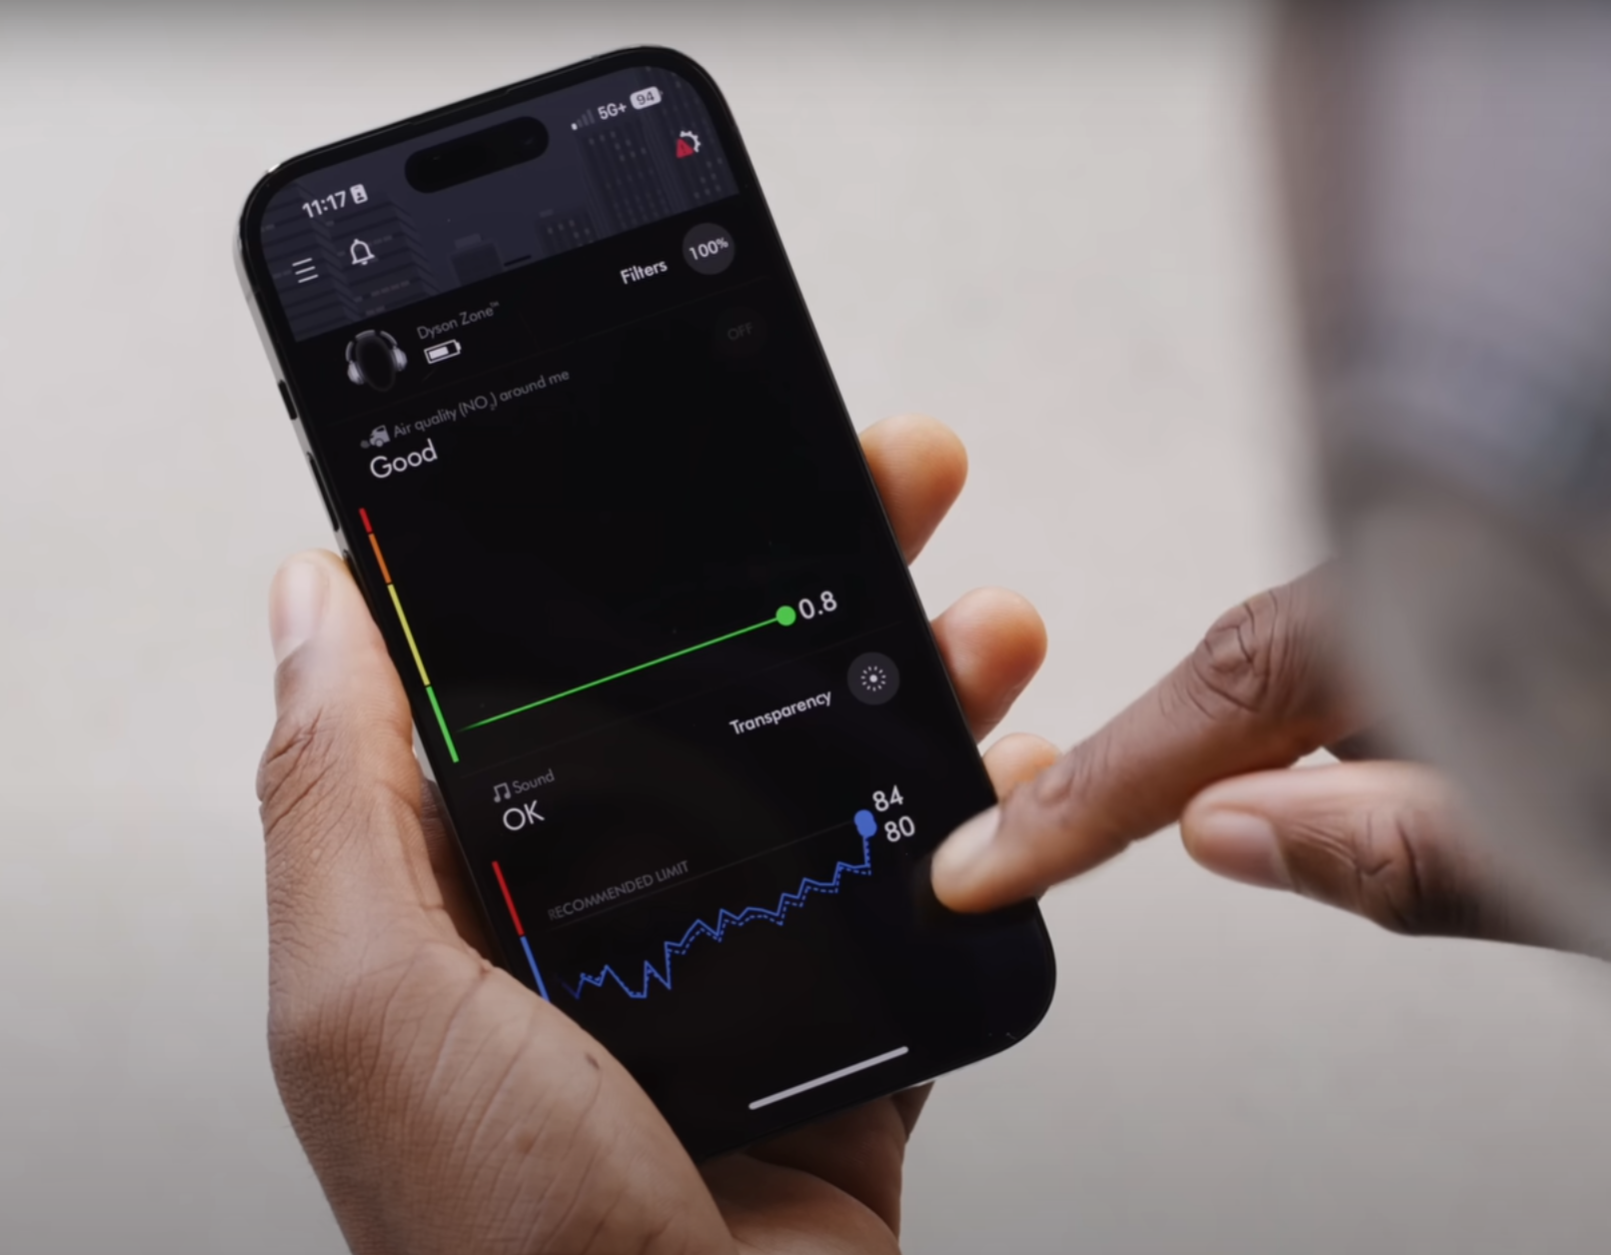 11:17
5G+ 94
Filters 100%
Dyson Zone™
OFF
Air quality (NO₂) around me
Good
0.8
Transparency
Sound
OK
84
80
RECOMMENDED LIMIT